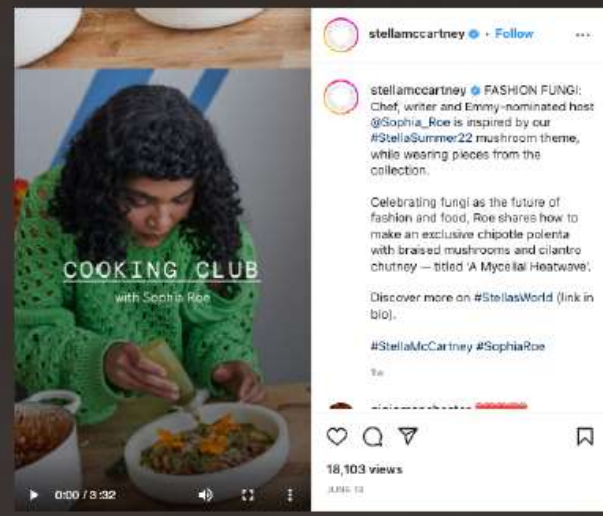 COOKING CLUB
with Sophia Roe
0:00 / 3:32
stellamccartney • Follow
stellamccartney FASHION FUNGI:
Chef, writer and Emmy-nominated host
@Sophia_Roe is inspired by our
#StellaSummer22 mushroom theme,
while wearing pieces from the
collection.
Celebrating fungi as the future of
fashion and food, Roe shares how to
make an exclusive chipotle polenta
with braised mushrooms and cilantro
chutney — titled 'A Mycelial Heatwave'.
Discover more on #StellasWorld (link in
bio).
#StellaMcCartney #SophiaRoe
18,103 views
JUNE 13